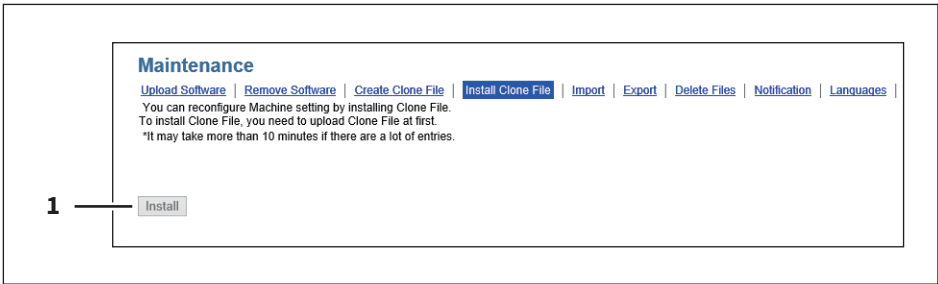 Maintenance
Upload Software | Remove Software | Create Clone File | Install Clone File | Import | Export | Delete Files | Notification | Languages |
You can reconfigure Machine setting by installing Clone File.
To install Clone File, you need to upload Clone File at first.
*It may take more than 10 minutes if there are a lot of entries.
1 Install